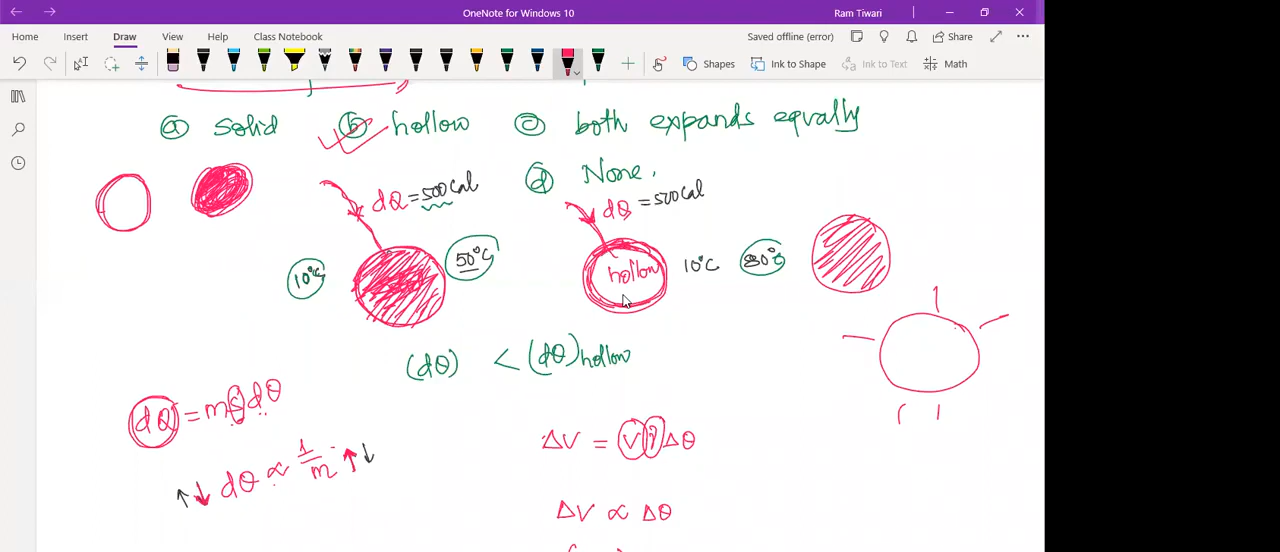 OneNote for Windows 10
Ram Tiwari
Home Insert Draw View Help Class Notebook
Saved offline (error) Share
Shapes Ink to Shape Ink to Text Math
ⓐ solid ⓑ hollow ⓒ both expands equally
ⓓ None.
dQ = 500 Cal
dQ = 500 Cal
10°C 50°C
hollow 10°C 80°C
(dθ) < (dθ)hollow
dQ = msdθ
dθ ∝ 1/m ↑↓
↑↓
ΔV = VγΔθ
ΔV ∝ Δθ